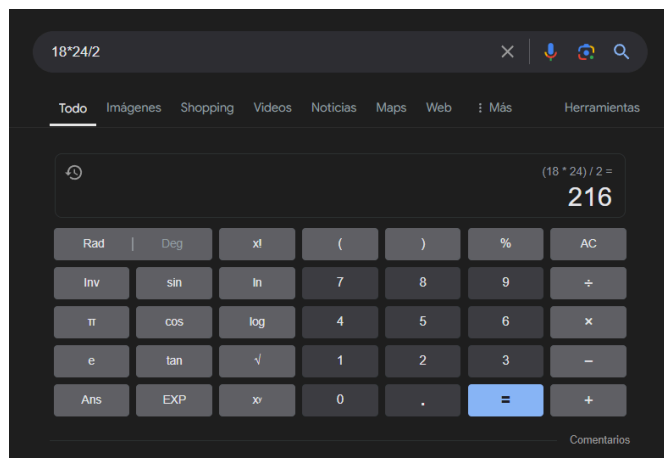 18*24/2
Todo Imágenes Shopping Videos Noticias Maps Web Más Herramientas
(18 * 24) / 2 =
216
Rad | Deg x! ( ) % AC
Inv sin ln 7 8 9 ÷
π cos log 4 5 6 ×
e tan √ 1 2 3 −
Ans EXP xʸ 0 . = +
Comentarios